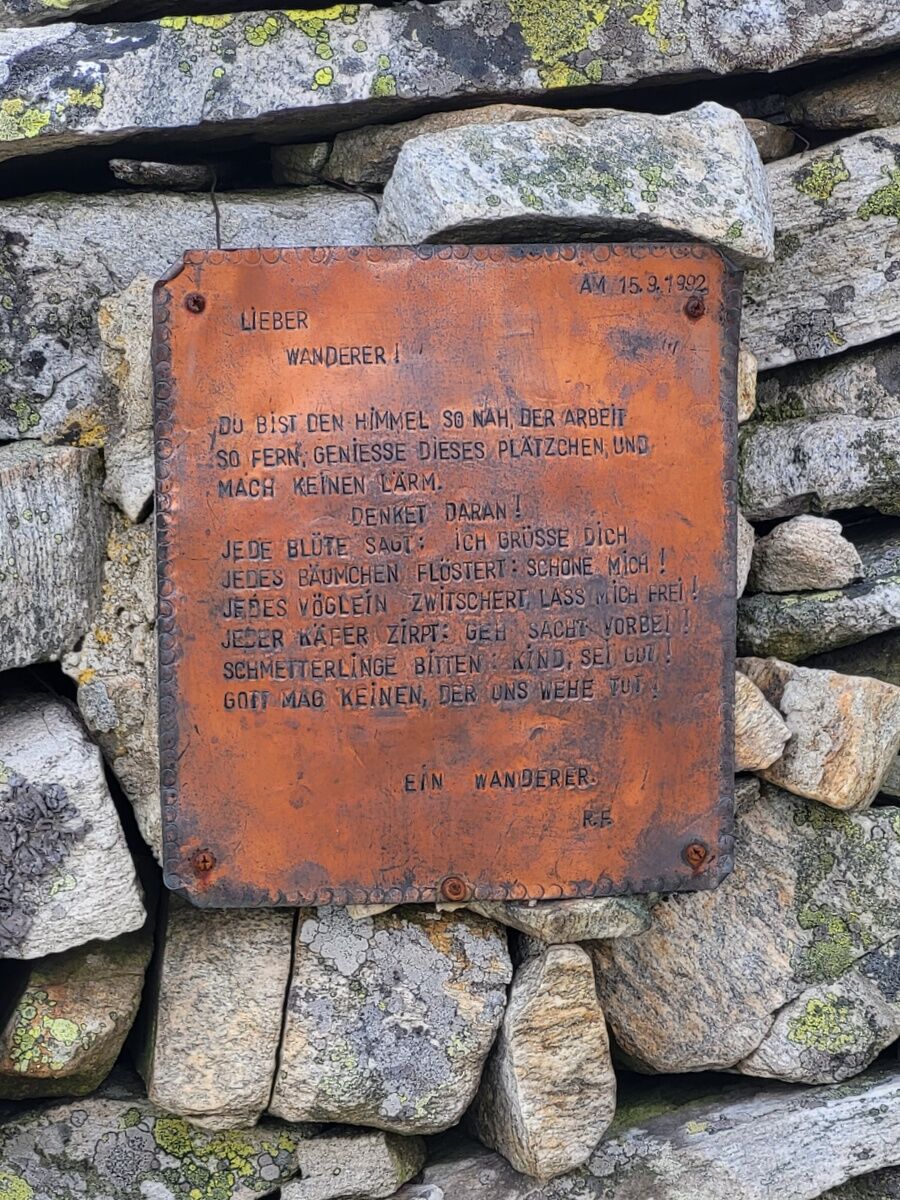 AM 15.9.1992
LIEBER
WANDERER!
DU BIST DEN HIMMEL SO NAH, DER ARBEIT
SO FERN, GENIESSE DIESES PLÄTZCHEN, UND
MACH KEINEN LÄRM.
DENKET DARAN!
JEDE BLÜTE SAGT: ICH GRÜSSE DICH
JEDES BÄUMCHEN FLÜSTERT: SCHONE MICH!
JEDES VÖGLEIN ZWITSCHERT, LASS MICH FREI!
JEDER KÄFER ZIRPT: GEH SACHT VORBEI!
SCHMETTERLINGE BITTEN: KIND, SEI GUT!
GOTT MAG KEINEN, DER UNS WEHE TUT!
EIN WANDERER.
R.F.